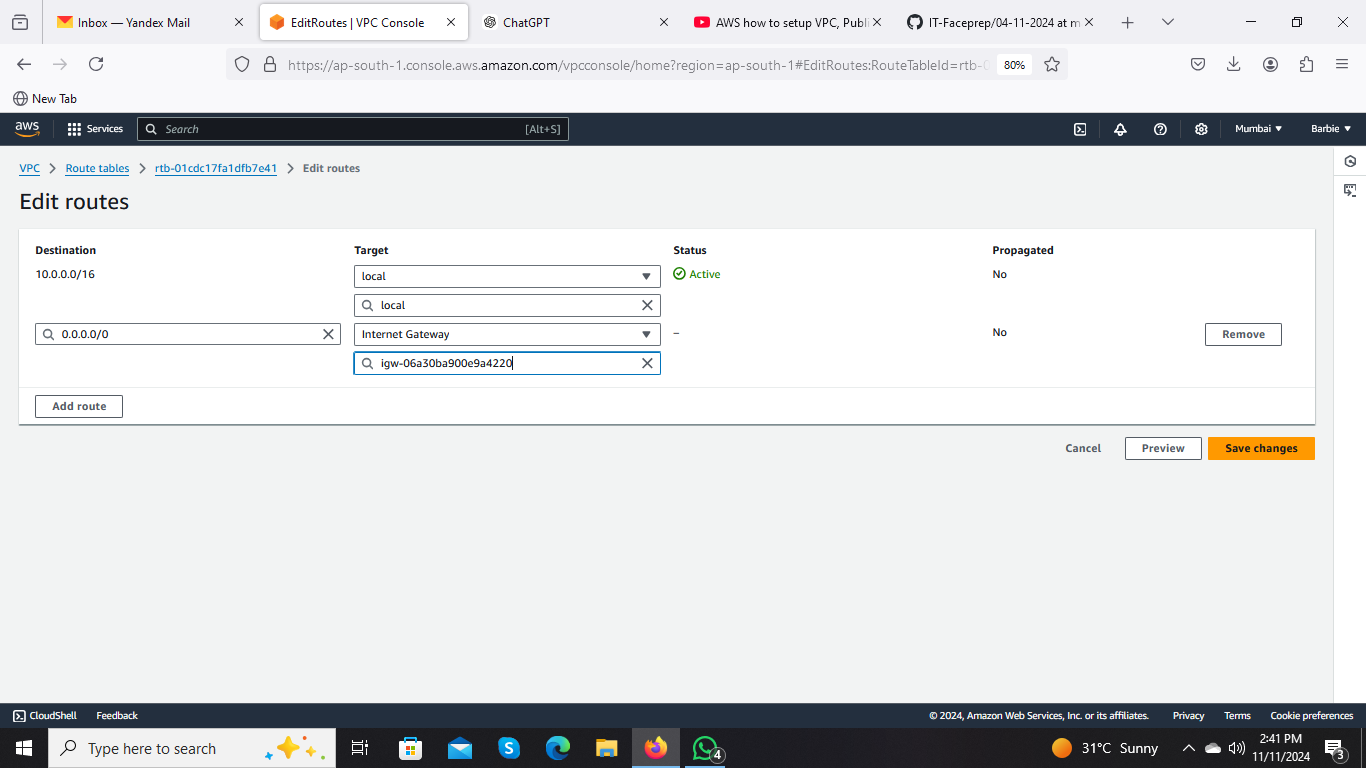 Inbox — Yandex Mail
EditRoutes | VPC Console
ChatGPT
AWS how to setup VPC, Publi
IT-Faceprep/04-11-2024 at m
https://ap-south-1.console.aws.amazon.com/vpcconsole/home?region=ap-south-1#EditRoutes:RouteTableId=rtb-0
80%
New Tab
aws
Services
Search
[Alt+S]
Mumbai
Barbie
VPC
Route tables
rtb-01cdc17fa1dfb7e41
Edit routes
Edit routes
Destination
Target
Status
Propagated
10.0.0.0/16
local
Active
No
local
0.0.0.0/0
Internet Gateway
–
No
Remove
igw-06a30ba900e9a4220
Add route
Cancel
Preview
Save changes
CloudShell
Feedback
© 2024, Amazon Web Services, Inc. or its affiliates.
Privacy
Terms
Cookie preferences
Type here to search
4
31°C Sunny
2:41 PM
11/11/2024
3